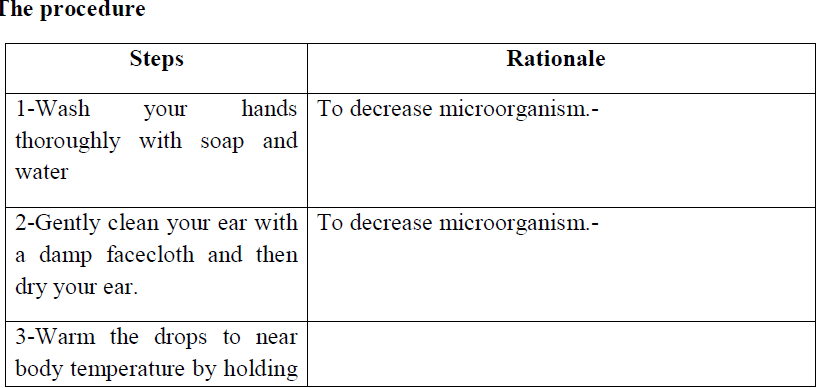 The procedure
Steps
Rationale
1-Wash your hands
thoroughly with soap and
water
To decrease microorganism.-
2-Gently clean your ear with
a damp facecloth and then
dry your ear.
To decrease microorganism.-
3-Warm the drops to near
body temperature by holding